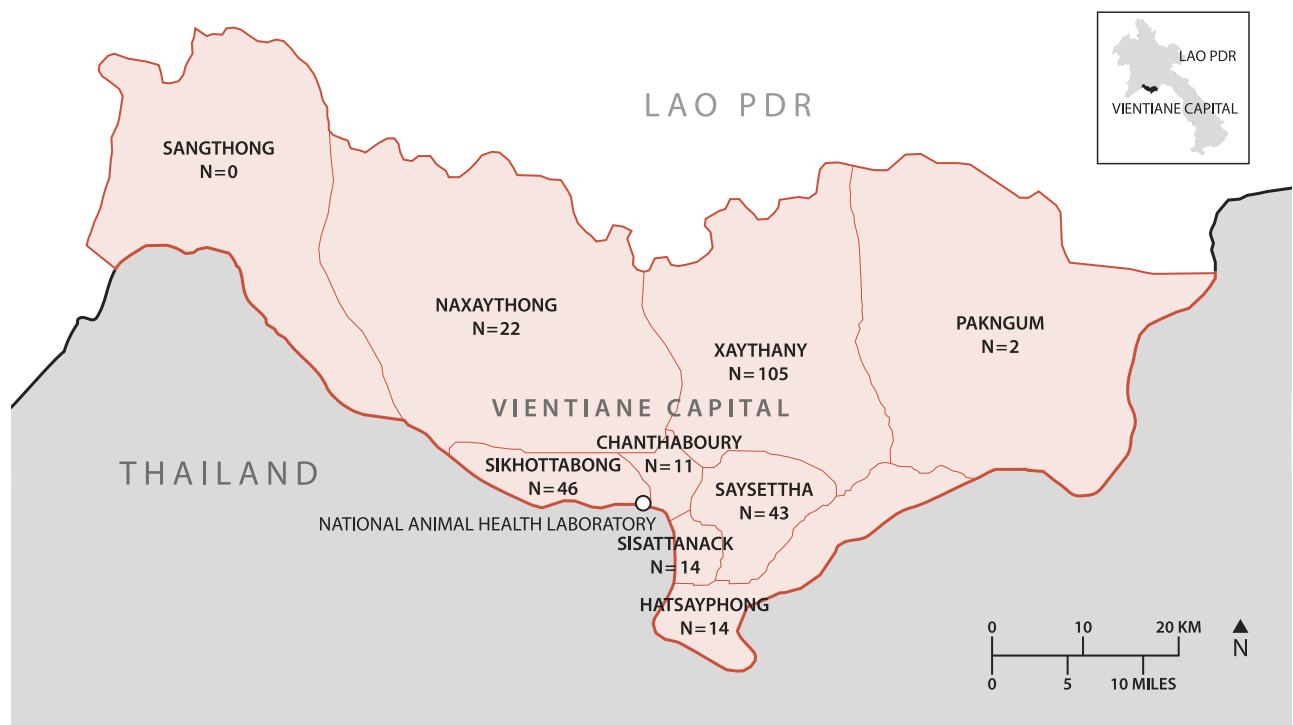 LAO PDR
VIENTIANE CAPITAL
LAO PDR
SANGTHONG
N=0
NAXAYTHONG
N=22
XAYTHANY
N=105
PAKNGUM
N=2
VIENTIANE CAPITAL
THAILAND
CHANTHABOURY
N=11
SIKHOTTABONG
N=46
SAYSETTHA
N=43
NATIONAL ANIMAL HEALTH LABORATORY
SISATTANACK
N=14
HATSAYPHONG
N=14
0 10 20 KM
0 5 10 MILES
N